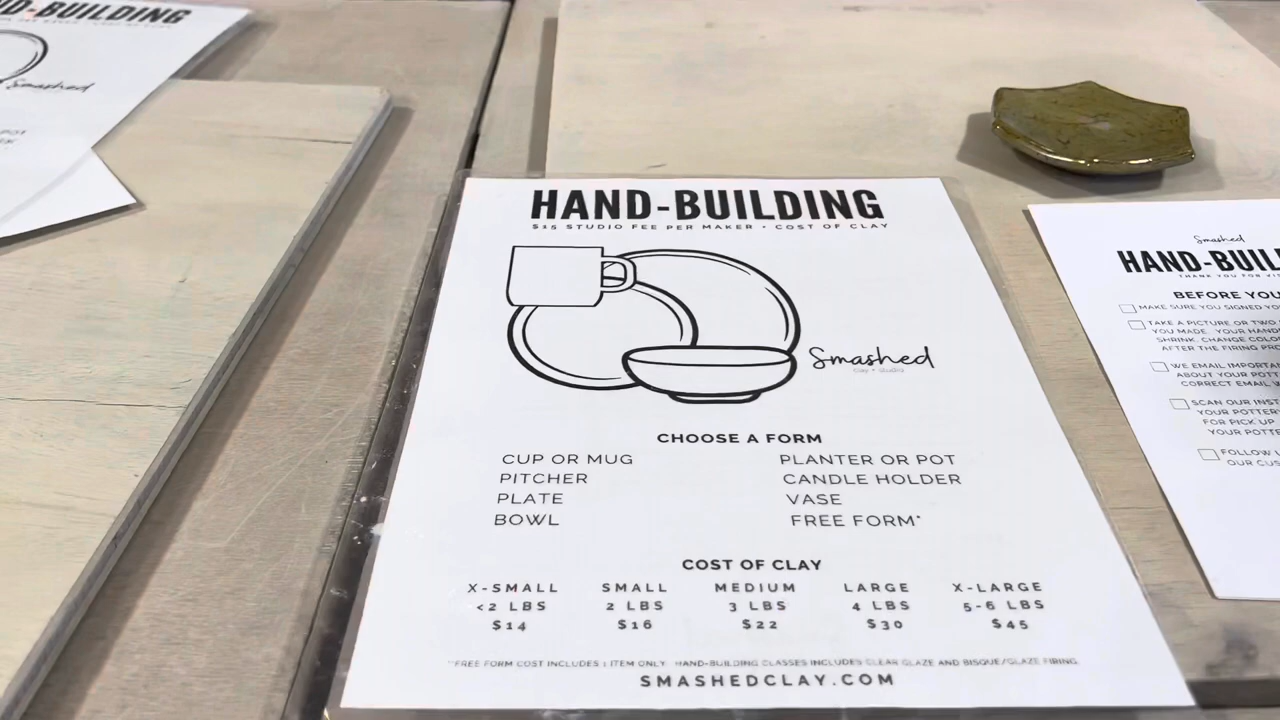 ND-BUILDING
Smashed
HAND-BUILDING
$15 STUDIO FEE PER MAKER + COST OF CLAY
Smashed
clay + studio
CHOOSE A FORM
CUP OR MUG
PITCHER
PLATE
BOWL
PLANTER OR POT
CANDLE HOLDER
VASE
FREE FORM*
COST OF CLAY
X-SMALL SMALL MEDIUM LARGE X-LARGE
<2 LBS 2 LBS 3 LBS 4 LBS 5-6 LBS
$14 $16 $22 $30 $45
*FREE FORM COST INCLUDES 1 ITEM ONLY. HAND-BUILDING CLASSES INCLUDES CLEAR GLAZE AND BISQUE/GLAZE FIRING.
SMASHEDCLAY.COM
Smashed
HAND-BUIL
THANK YOU FOR VI
BEFORE YOU
MAKE SURE YOU SIGNED YO
TAKE A PICTURE OR TWO
YOU MADE. YOUR HAND
SHRINK, CHANGE COLO
AFTER THE FIRING PRO
WE EMAIL IMPORTAN
ABOUT YOUR POTT
CORRECT EMAIL
SCAN OUR INST
YOUR POTTER
FOR PICK UP
YOUR POTTE
FOLLOW
OUR CUS